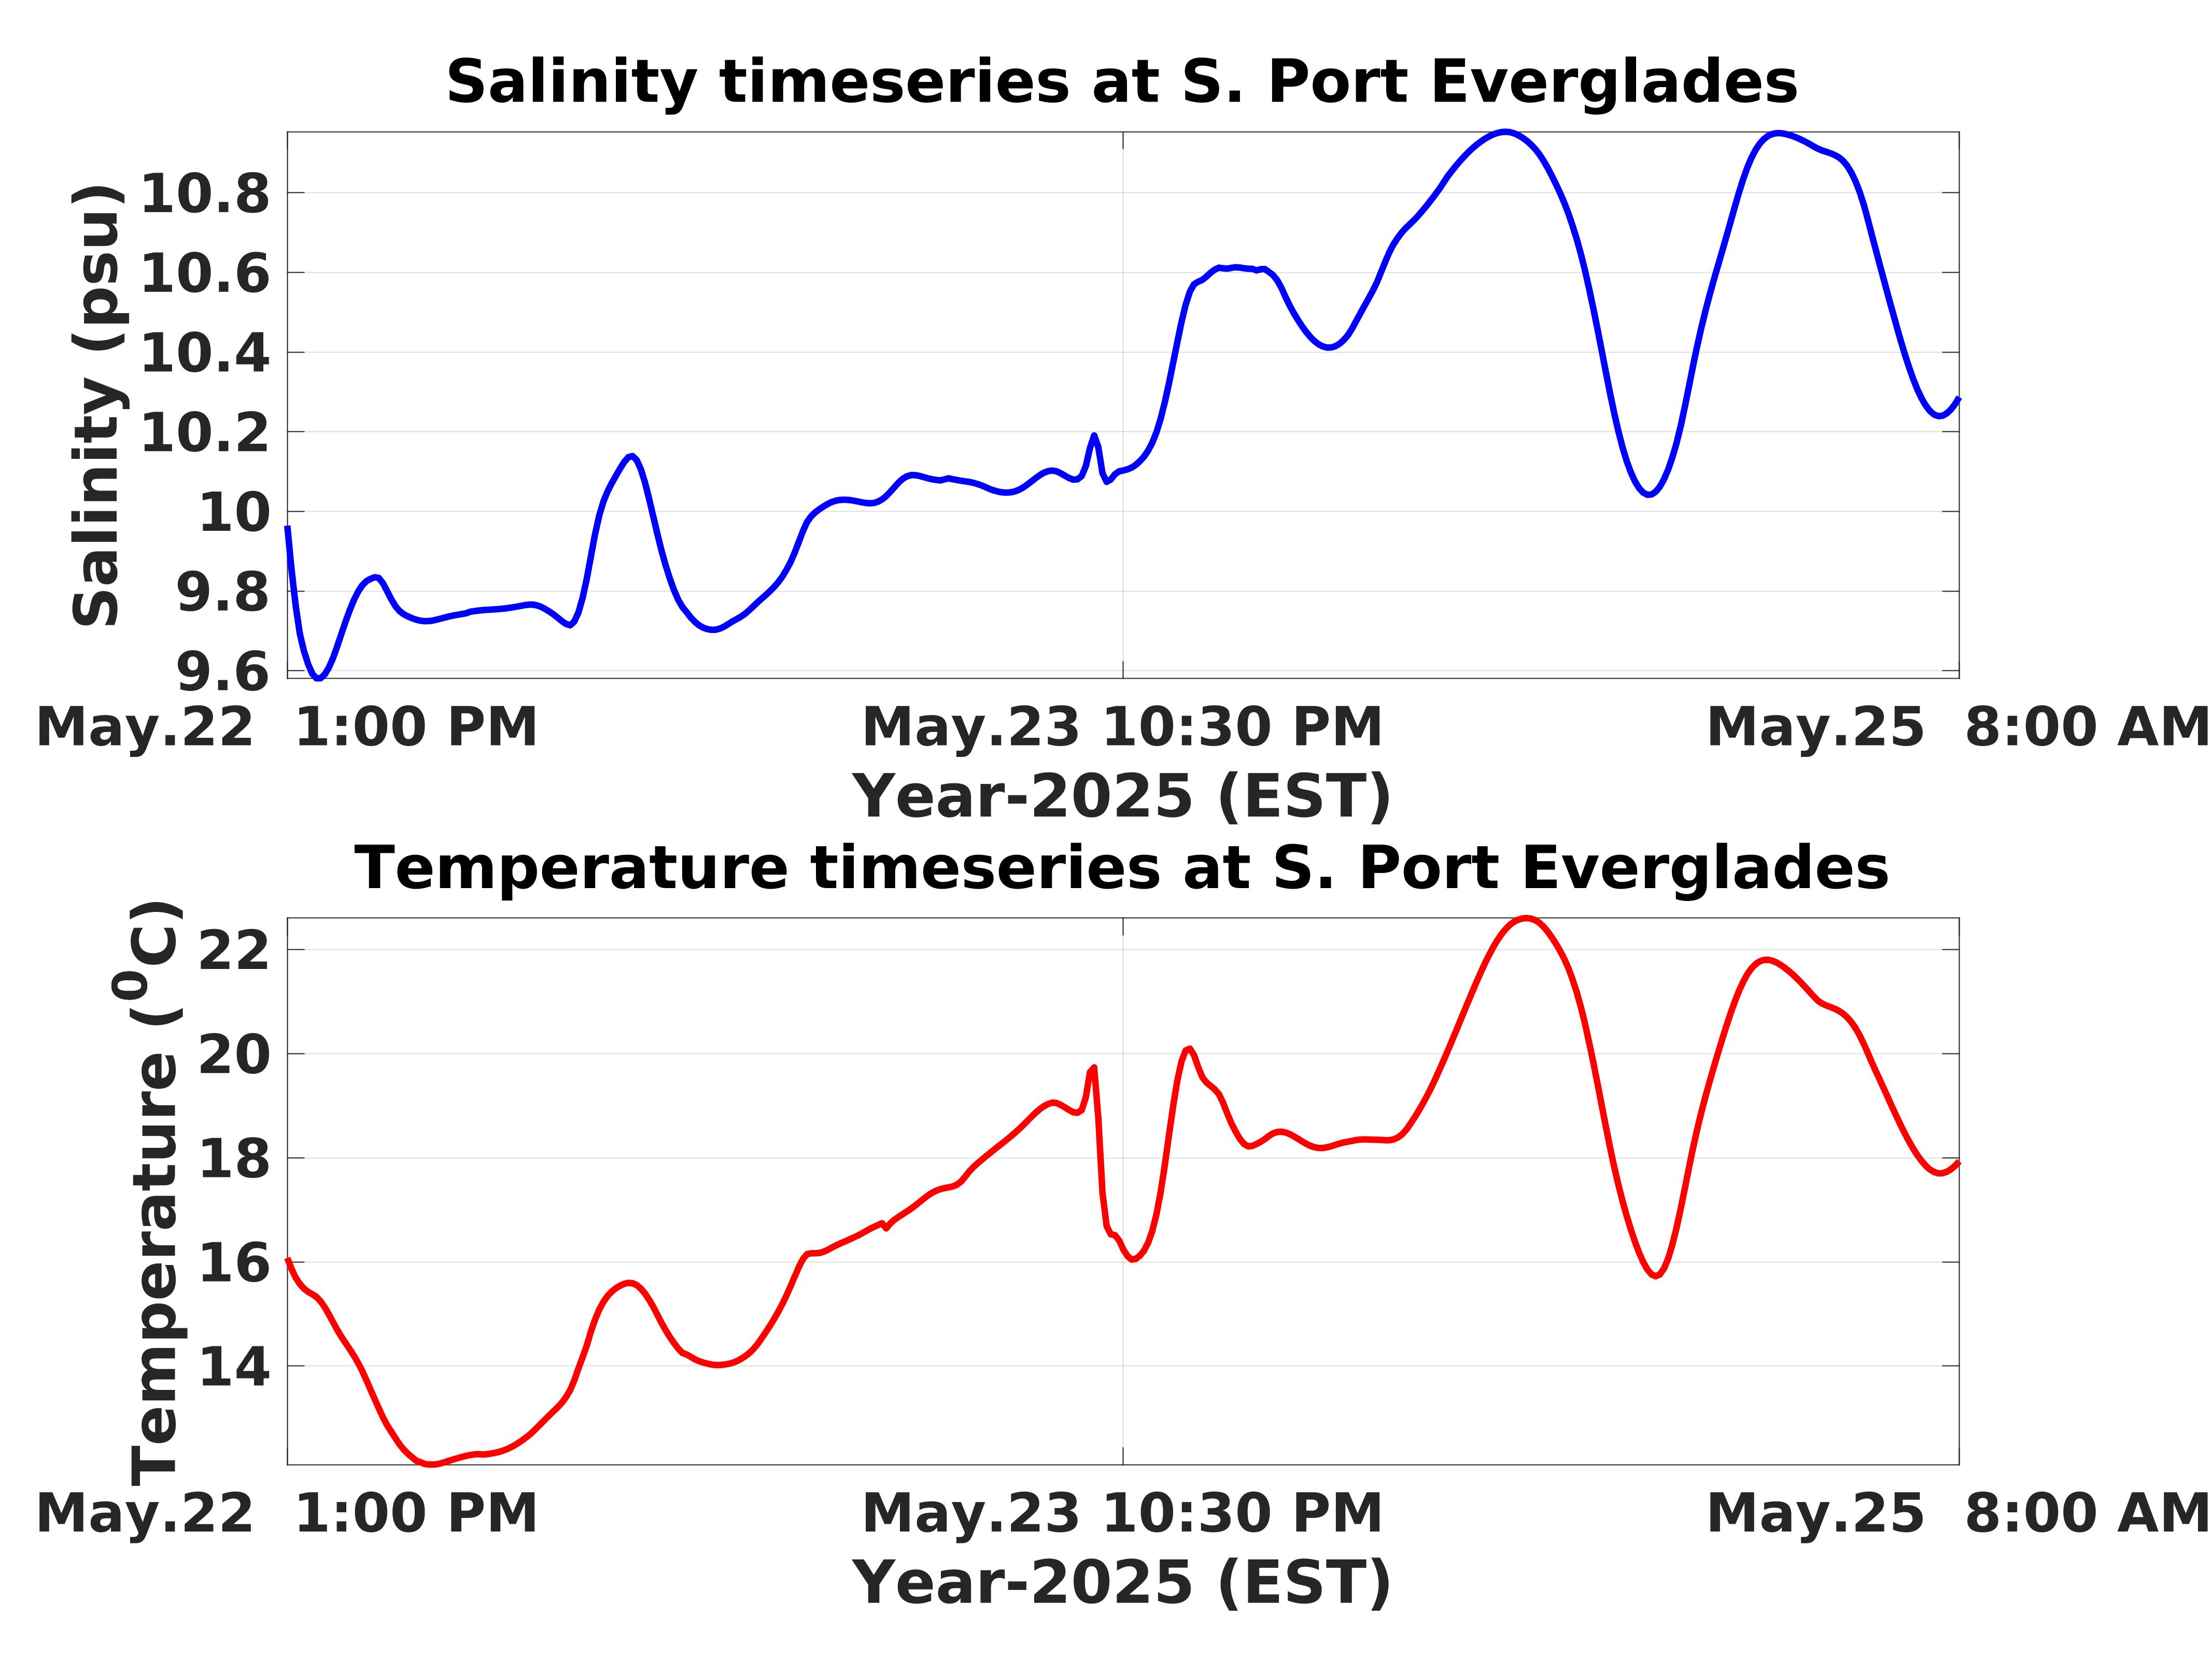 Salinity timeseries at S. Port Everglades
Salinity (psu)
10.8
10.6
10.4
10.2
10
9.8
9.6
May.22 1:00 PM
May.23 10:30 PM
May.25 8:00 AM
Year-2025 (EST)
Temperature timeseries at S. Port Everglades
Temperature (⁰C)
22
20
18
16
14
May.22 1:00 PM
May.23 10:30 PM
May.25 8:00 AM
Year-2025 (EST)